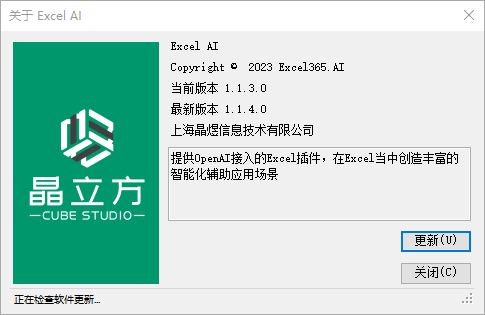 关于 Excel AI
Excel AI
Copyright © 2023 Excel365.AI
当前版本 1.1.3.0
最新版本 1.1.4.0
上海晶煜信息技术有限公司
提供OpenAI接入的Excel插件，在Excel当中创造丰富的
智能化辅助应用场景
晶立方
CUBE STUDIO
更新(U)
关闭(C)
正在检查软件更新...